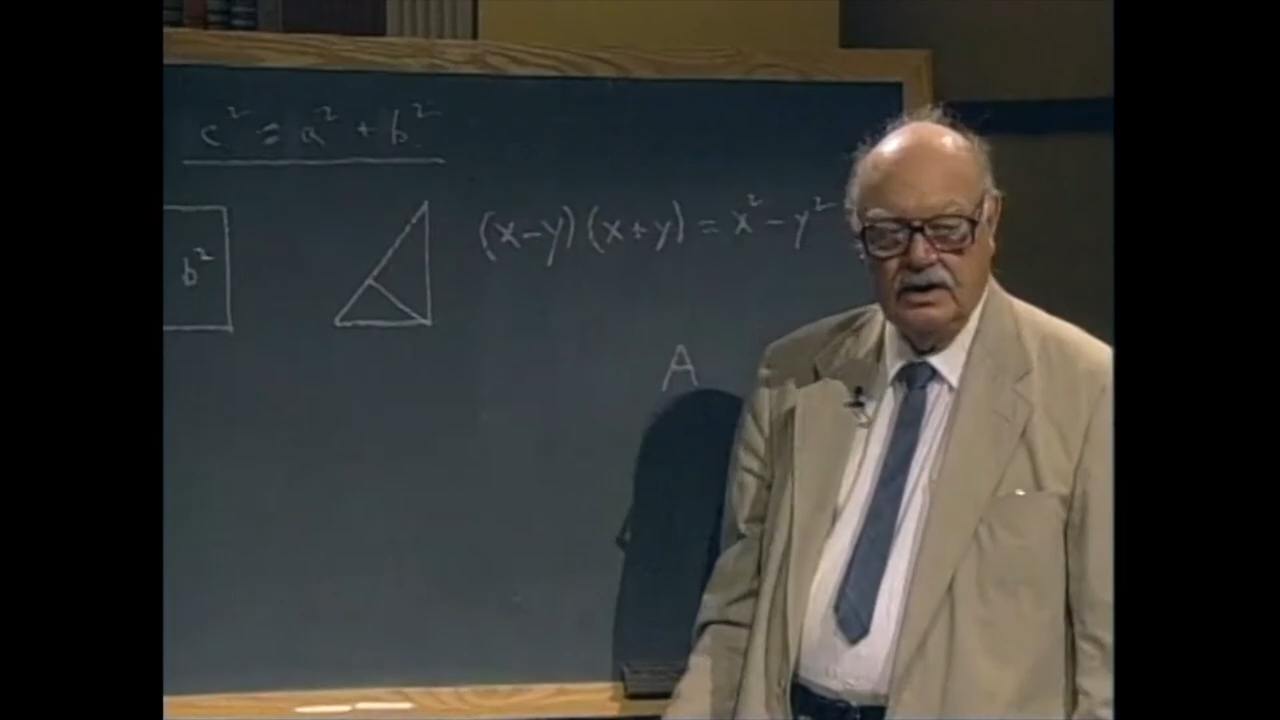 c² = a² + b²
(x-y)(x+y) = x² - y²
b²
A